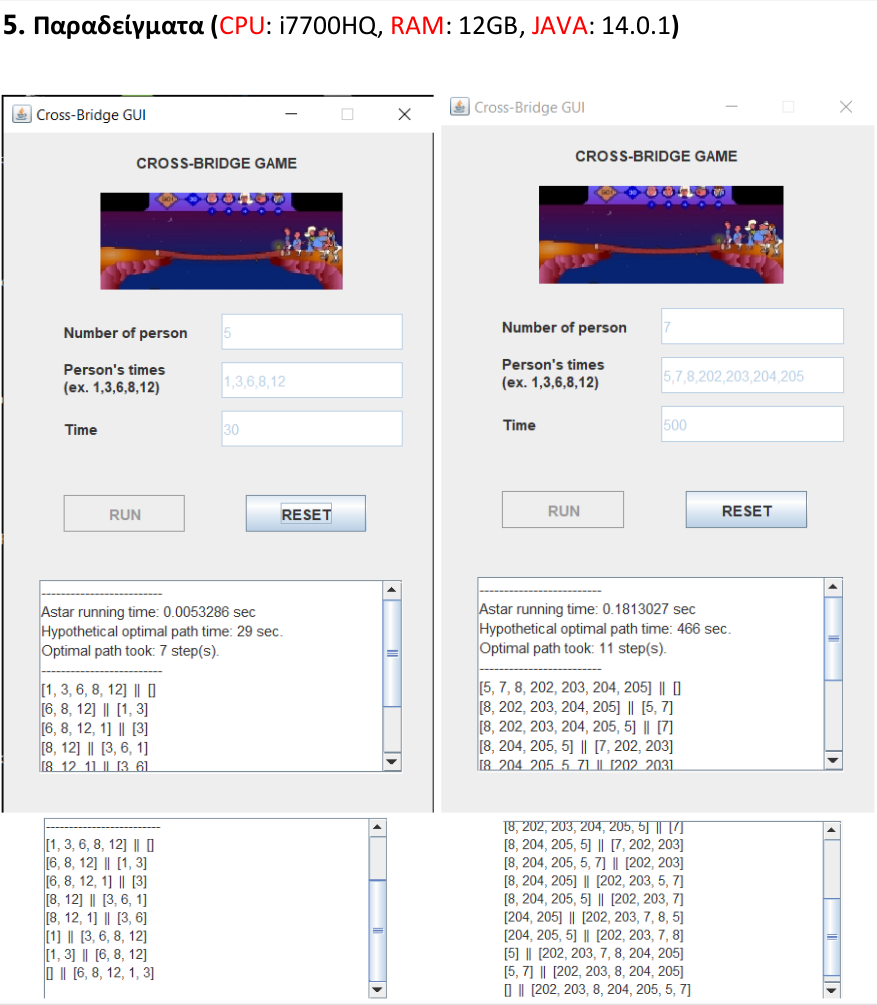 5. Παραδείγματα (CPU: i7700HQ, RAM: 12GB, JAVA: 14.0.1)
Cross-Bridge GUI
CROSS-BRIDGE GAME
Number of person
5
Person's times
(ex. 1,3,6,8,12)
1,3,6,8,12
Time
30
RUN
RESET
-------------------------
Astar running time: 0.0053286 sec
Hypothetical optimal path time: 29 sec.
Optimal path took: 7 step(s).
-------------------------
[1, 3, 6, 8, 12] || []
[6, 8, 12] || [1, 3]
[6, 8, 12, 1] || [3]
[8, 12] || [3, 6, 1]
[8, 12, 1] || [3, 6]
-------------------------
[1, 3, 6, 8, 12] || []
[6, 8, 12] || [1, 3]
[6, 8, 12, 1] || [3]
[8, 12] || [3, 6, 1]
[8, 12, 1] || [3, 6]
[1] || [3, 6, 8, 12]
[1, 3] || [6, 8, 12]
[] || [6, 8, 12, 1, 3]
Cross-Bridge GUI
CROSS-BRIDGE GAME
Number of person
7
Person's times
(ex. 1,3,6,8,12)
5,7,8,202,203,204,205
Time
500
RUN
RESET
-------------------------
Astar running time: 0.1813027 sec
Hypothetical optimal path time: 466 sec.
Optimal path took: 11 step(s).
-------------------------
[5, 7, 8, 202, 203, 204, 205] || []
[8, 202, 203, 204, 205] || [5, 7]
[8, 202, 203, 204, 205, 5] || [7]
[8, 204, 205, 5] || [7, 202, 203]
[8, 204, 205, 5, 7] || [202, 203]
[8, 202, 203, 204, 205, 5] || [7]
[8, 204, 205, 5] || [7, 202, 203]
[8, 204, 205, 5, 7] || [202, 203]
[8, 204, 205] || [202, 203, 5, 7]
[8, 204, 205, 5] || [202, 203, 7]
[204, 205] || [202, 203, 7, 8, 5]
[204, 205, 5] || [202, 203, 7, 8]
[5] || [202, 203, 7, 8, 204, 205]
[5, 7] || [202, 203, 8, 204, 205]
[] || [202, 203, 8, 204, 205, 5, 7]